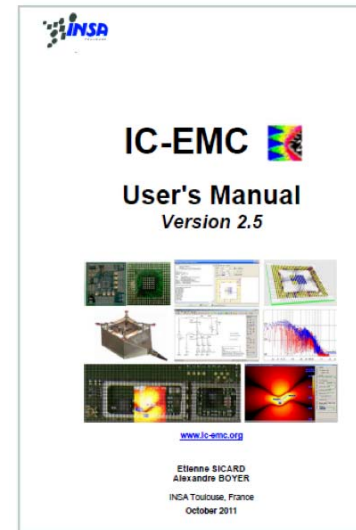 INSA
IC-EMC
User's Manual
Version 2.5
www.ic-emc.org
Etienne SICARD
Alexandre BOYER
INSA Toulouse, France
October 2011